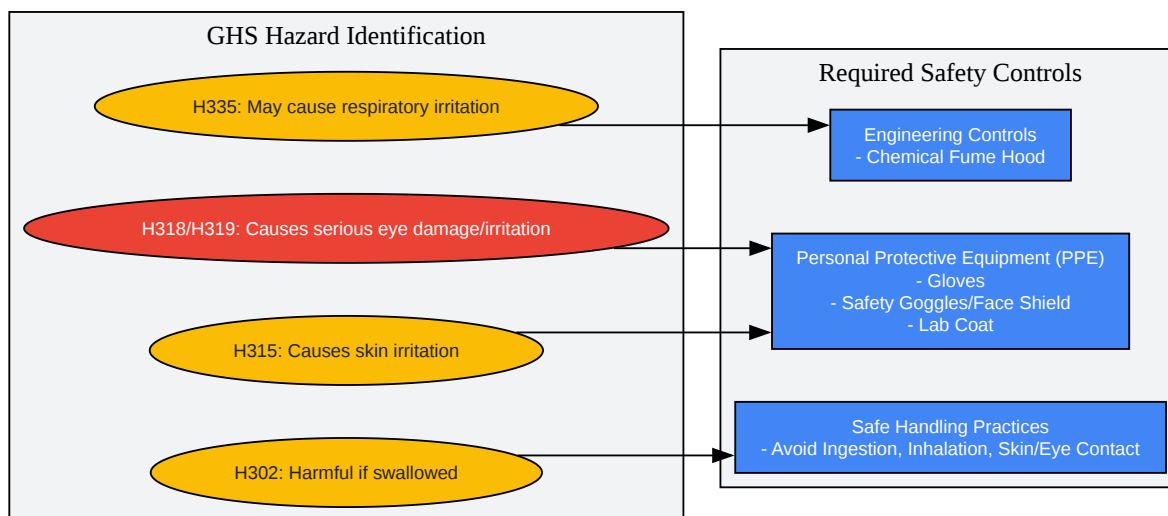 GHS Hazard Identification
H335: May cause respiratory irritation
H318/H319: Causes serious eye damage/irritation
H315: Causes skin irritation
H302: Harmful if swallowed
Required Safety Controls
Engineering Controls
- Chemical Fume Hood
Personal Protective Equipment (PPE)
- Gloves
- Safety Goggles/Face Shield
- Lab Coat
Safe Handling Practices
- Avoid Ingestion, Inhalation, Skin/Eye Contact